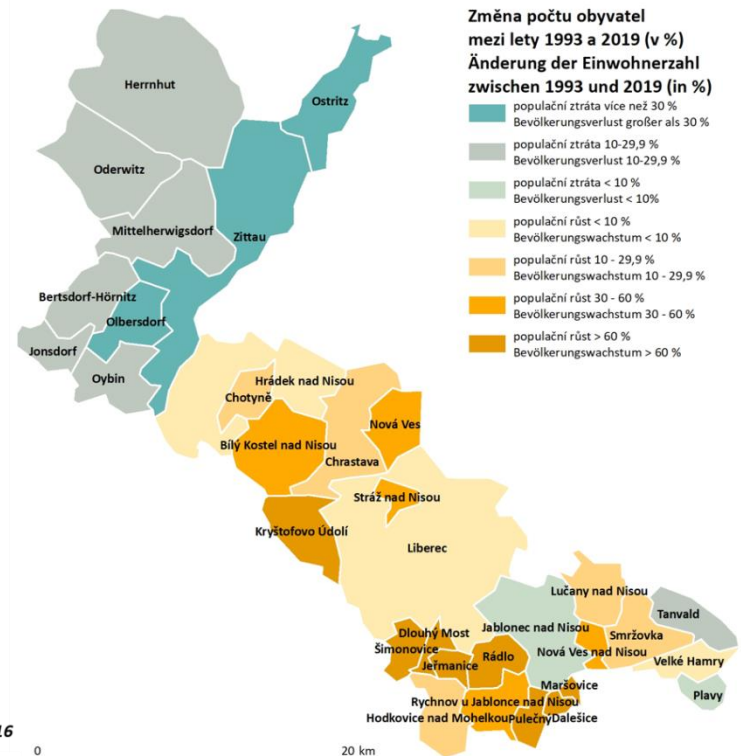 Změna počtu obyvatel
mezi lety 1993 a 2019 (v %)
Änderung der Einwohnerzahl
zwischen 1993 und 2019 (in %)
populační ztráta více než 30 %
Bevölkerungsverlust großer als 30 %
populační ztráta 10-29,9 %
Bevölkerungsverlust 10-29,9 %
populační ztráta < 10 %
Bevölkerungsverlust < 10%
populační růst < 10 %
Bevölkerungswachstum < 10 %
populační růst 10 - 29,9 %
Bevölkerungswachstum 10 - 29,9 %
populační růst 30 - 60 %
Bevölkerungswachstum 30 - 60 %
populační růst > 60 %
Bevölkerungswachstum > 60 %
Herrnhut
Ostritz
Oderwitz
Mittelherwigsdorf
Zittau
Bertsdorf-Hörnitz
Olbersdorf
Jonsdorf
Oybin
Hrádek nad Nisou
Chotyně
Nová Ves
Bílý Kostel nad Nisou
Chrastava
Stráž nad Nisou
Kryštofovo Údolí
Liberec
Lučany nad Nisou
Tanvald
Jablonec nad Nisou
Dlouhý Most
Smržovka
Šimonovice
Nová Ves nad Nisou
Rádlo
Velké Hamry
Jeřmanice
Maršovice
Plavy
Rychnov u Jablonce nad Nisou
Hodkovice nad Mohelkou
Pulečný
Dalešice
16
0
20 km